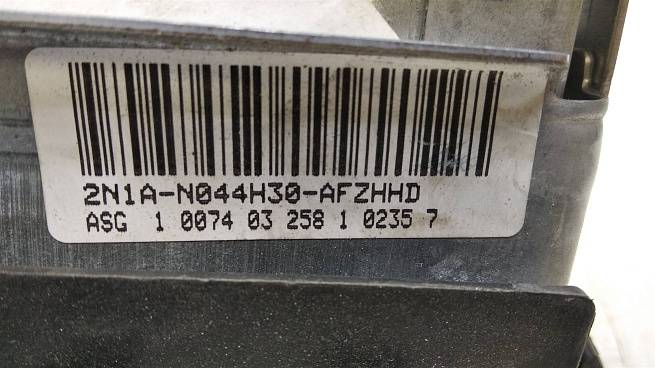 2N1A-N044H30-AFZHHD
ASG 1 0074 03 258 1 0235 7